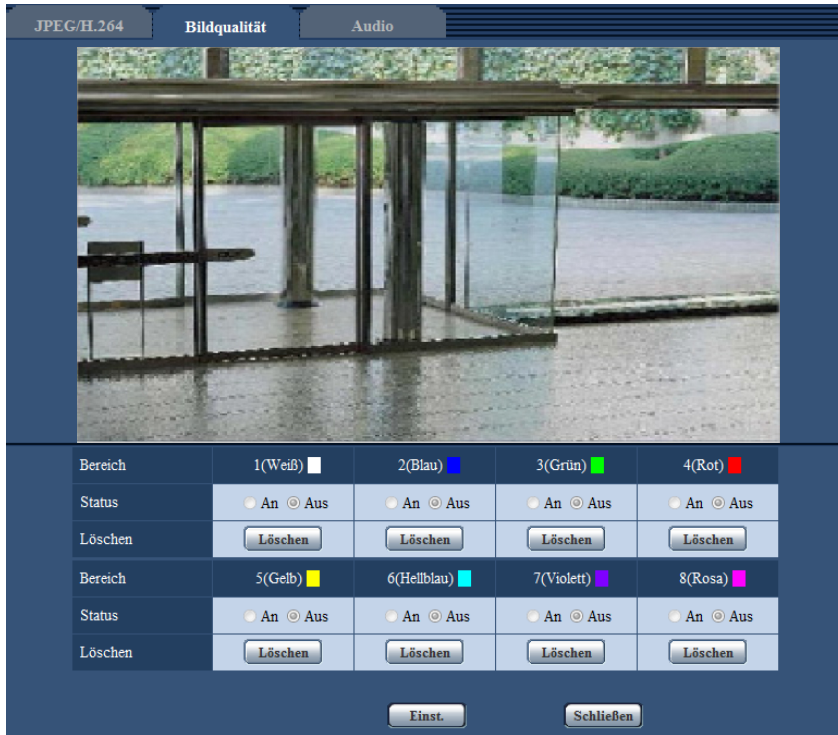 JPEG/H.264 Bildqualität Audio
Bereich 1(Weiß) 2(Blau) 3(Grün) 4(Rot)
Status An Aus An Aus An Aus An Aus
Löschen Löschen Löschen Löschen Löschen
Bereich 5(Gelb) 6(Hellblau) 7(Violett) 8(Rosa)
Status An Aus An Aus An Aus An Aus
Löschen Löschen Löschen Löschen Löschen
Einst. Schließen